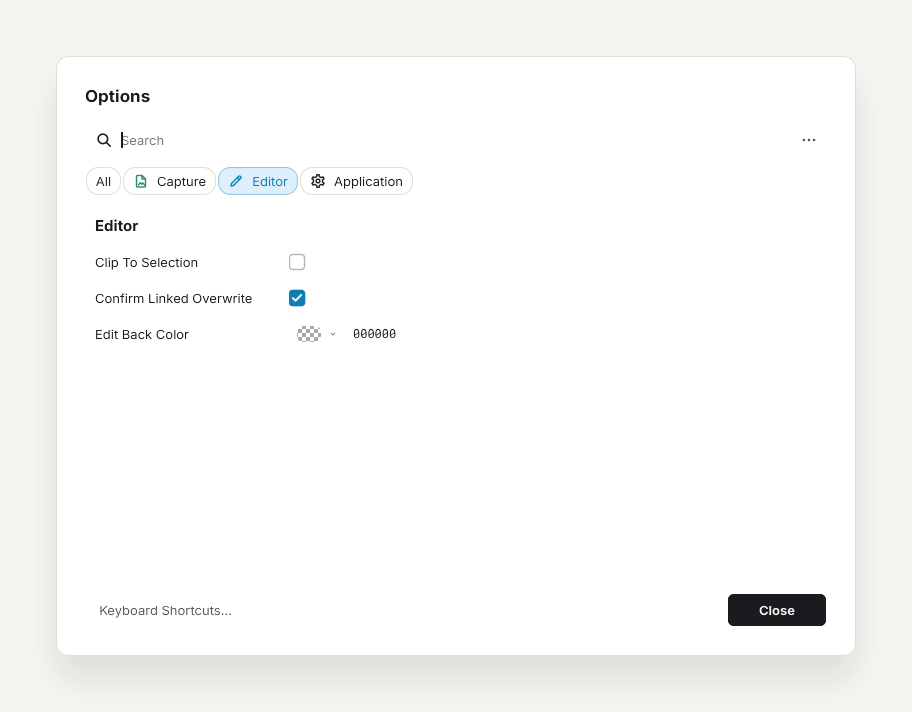 Options
Search
All Capture Editor Application
Editor
Clip To Selection
Confirm Linked Overwrite
Edit Back Color 000000
Keyboard Shortcuts... Close